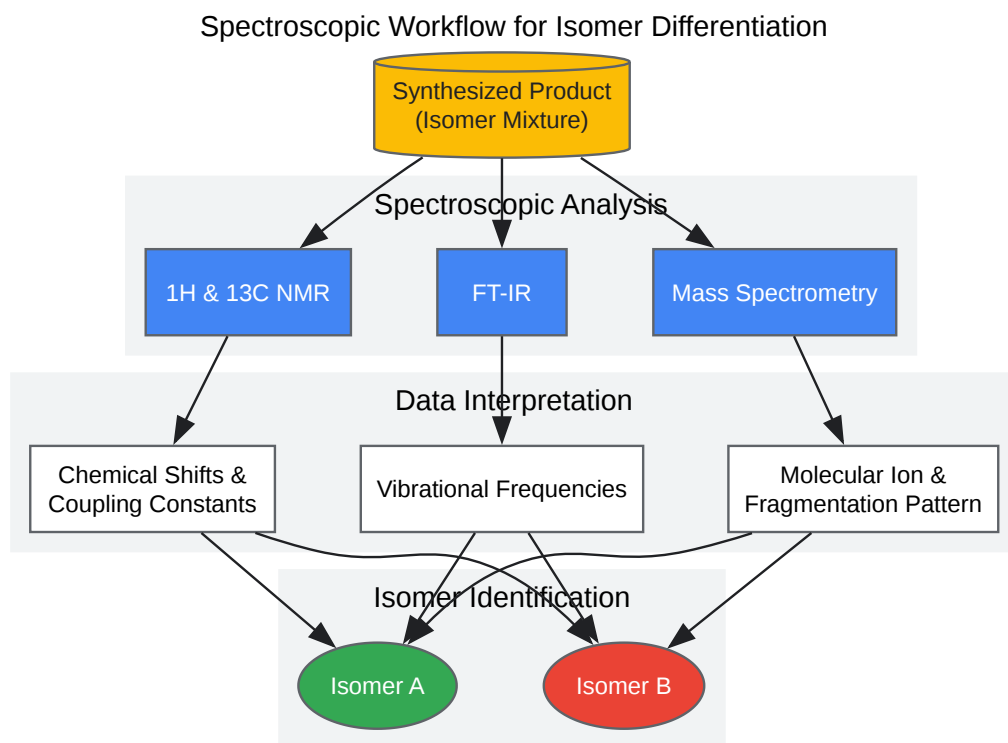 Spectroscopic Workflow for Isomer Differentiation
Synthesized Product
(Isomer Mixture)
Spectroscopic Analysis
1H & 13C NMR
FT-IR
Mass Spectrometry
Data Interpretation
Chemical Shifts &
Coupling Constants
Vibrational Frequencies
Molecular Ion &
Fragmentation Pattern
Isomer Identification
Isomer A
Isomer B